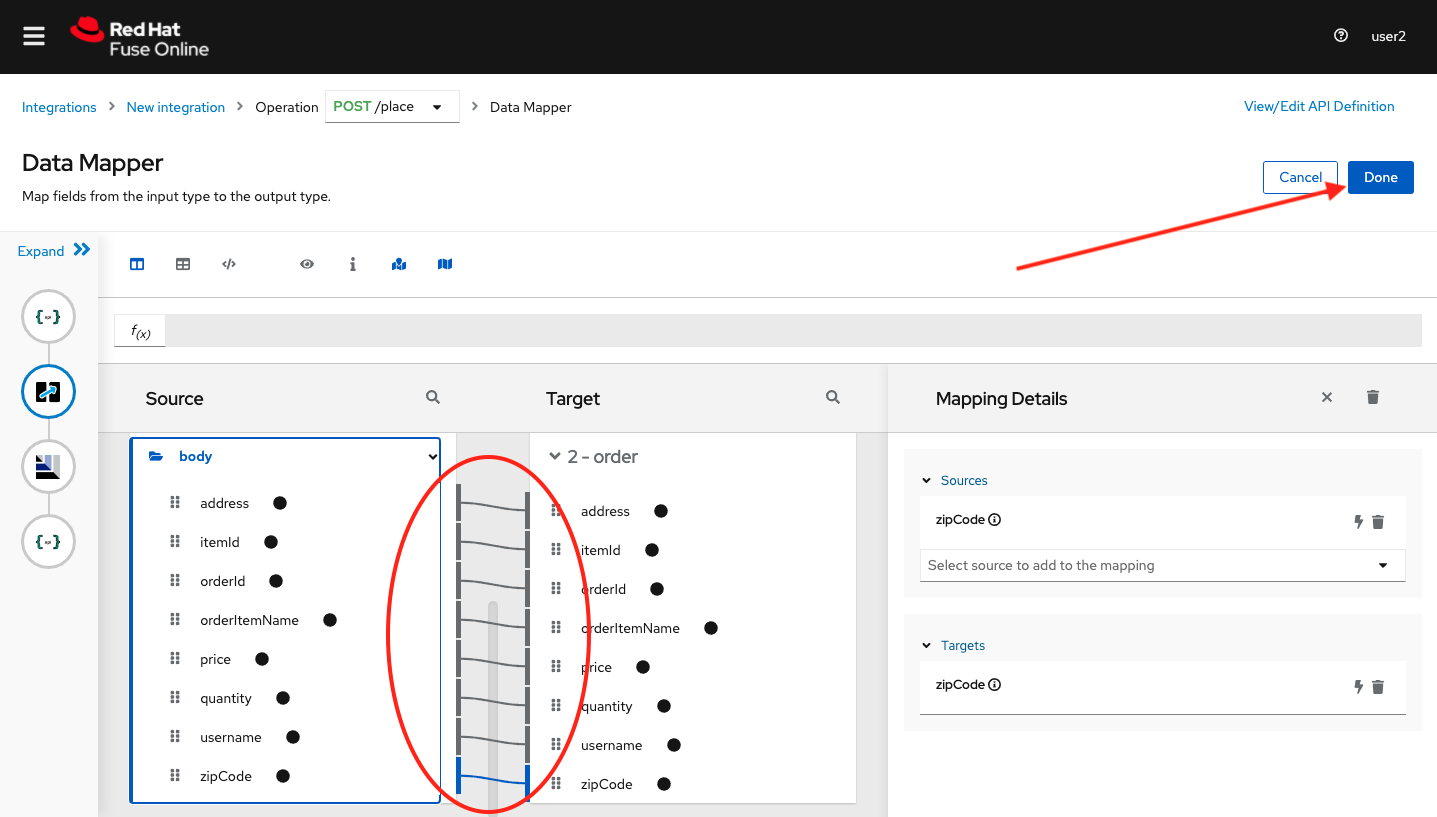 Red Hat
Fuse Online
user2
Integrations > New integration > Operation POST /place > Data Mapper
View/Edit API Definition
Data Mapper
Map fields from the input type to the output type.
Cancel
Done
Expand
f(x)
Source
Target
Mapping Details
body
2 - order
address
itemId
orderId
orderItemName
price
quantity
username
zipCode
address
itemId
orderId
orderItemName
price
quantity
username
zipCode
Sources
zipCode
Select source to add to the mapping
Targets
zipCode